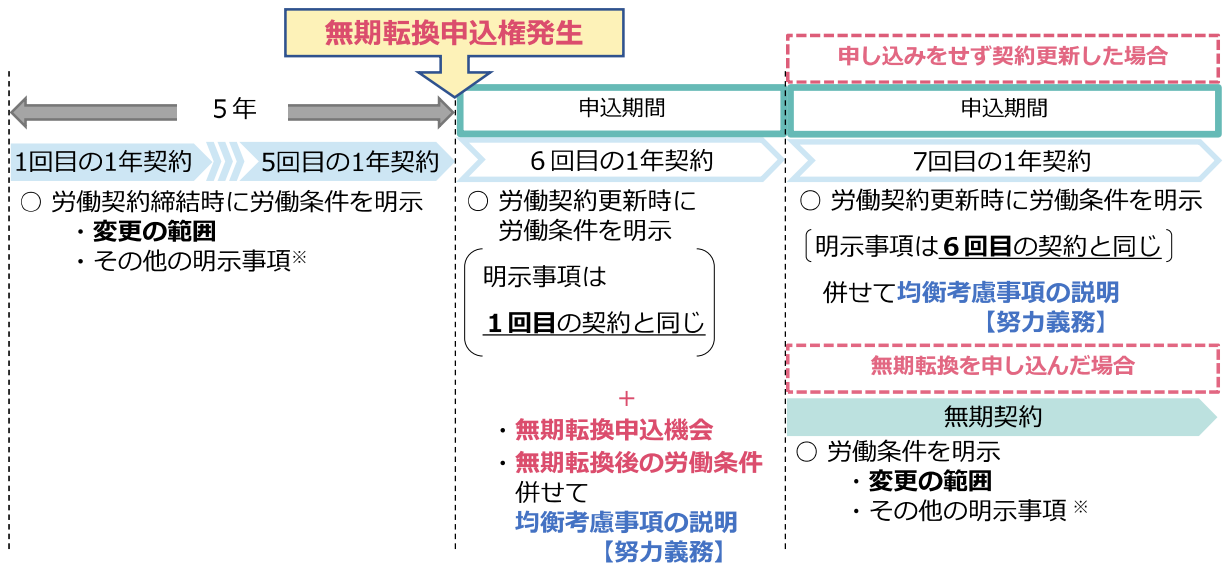 無期転換申込権発生
5年
1回目の1年契約
5回目の1年契約
○ 労働契約締結時に労働条件を明示
・変更の範囲
・その他の明示事項※
申込期間
6回目の1年契約
○ 労働契約更新時に
労働条件を明示
明示事項は
1回目の契約と同じ
+
・無期転換申込機会
・無期転換後の労働条件
併せて
均衡考慮事項の説明
【努力義務】
申し込みをせず契約更新した場合
申込期間
7回目の1年契約
○ 労働契約更新時に労働条件を明示
明示事項は6回目の契約と同じ
併せて均衡考慮事項の説明
【努力義務】
無期転換を申し込んだ場合
無期契約
○ 労働条件を明示
・変更の範囲
・その他の明示事項※